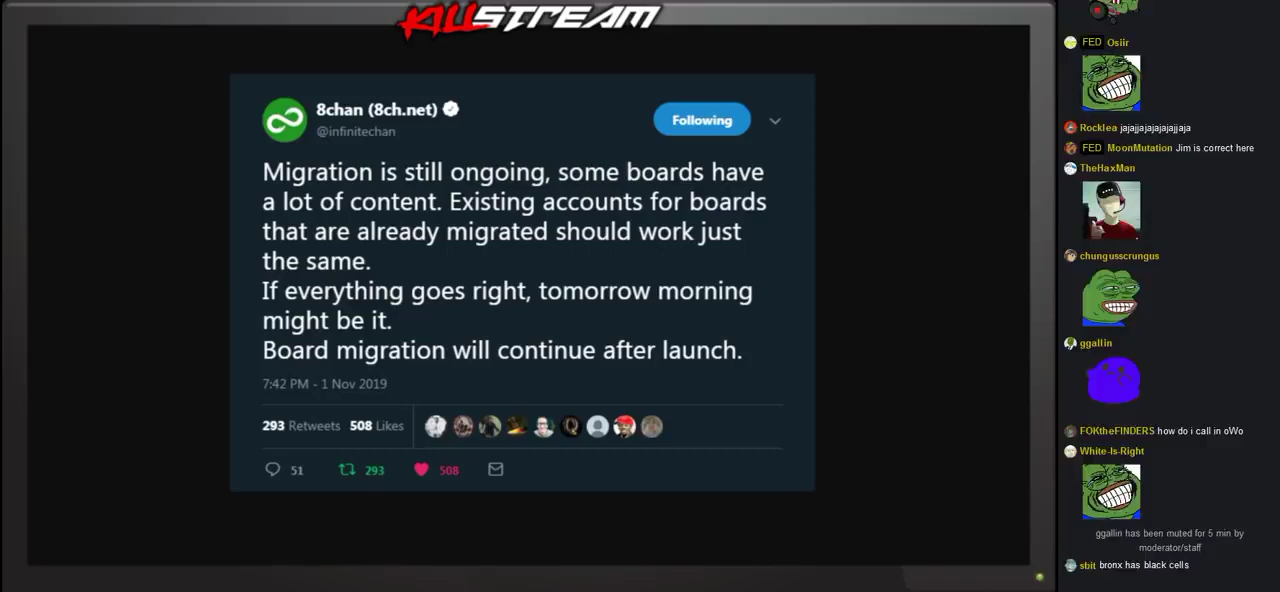 KILLSTREAM
8chan (8ch.net)
@infinitechan
Following
Migration is still ongoing, some boards have
a lot of content. Existing accounts for boards
that are already migrated should work just
the same.
If everything goes right, tomorrow morning
might be it.
Board migration will continue after launch.
7:42 PM - 1 Nov 2019
293 Retweets 508 Likes
Q
51 293 508
FED Osiir
Rocklea jajajjajajajajajjaja
FED MoonMutation Jim is correct here
TheHaxMan
chungusscrungus
ggallin
FOKtheFINDERS how do i call in oWo
White-Is-Right
ggallin has been muted for 5 min by
moderator/staff
sbit bronx has black cells